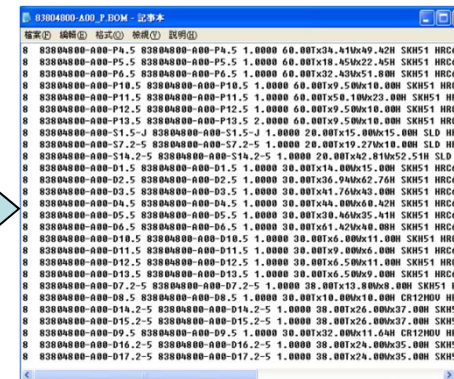 83804800-A00_P.BOM - 記事本
檔案(F) 編輯(E) 格式(O) 檢視(V) 說明(H)
8 83804800-A00-P4.5 83804800-A00-P4.5 1.0000 60.00Tx34.41Wx49.42H SKH51 HRC
8 83804800-A00-P5.5 83804800-A00-P5.5 1.0000 60.00Tx18.45Wx22.45H SKH51 HRC
8 83804800-A00-P6.5 83804800-A00-P6.5 1.0000 60.00Tx32.43Wx51.80H SKH51 HRC
8 83804800-A00-P10.5 83804800-A00-P10.5 1.0000 60.00Tx9.50Wx10.00H SKH51 HR
8 83804800-A00-P11.5 83804800-A00-P11.5 1.0000 60.00Tx50.10Wx23.00H SKH51 H
8 83804800-A00-P12.5 83804800-A00-P12.5 1.0000 60.00Tx9.50Wx10.00H SKH51 HR
8 83804800-A00-P13.5 83804800-A00-P13.5 2.0000 60.00Tx9.50Wx10.00H SKH51 HR
8 83804800-A00-S1.5-J 83804800-A00-S1.5-J 1.0000 20.00Tx15.00Wx15.00H SLD H
8 83804800-A00-S7.2-5 83804800-A00-S7.2-5 1.0000 20.00Tx19.27Wx10.00H SLD H
8 83804800-A00-S14.2-5 83804800-A00-S14.2-5 1.0000 20.00Tx42.81Wx52.51H SLD
8 83804800-A00-D1.5 83804800-A00-D1.5 1.0000 30.00Tx14.00Wx15.00H SKH51 HRC
8 83804800-A00-D2.5 83804800-A00-D2.5 1.0000 30.00Tx36.94Wx62.76H SKH51 HRC
8 83804800-A00-D3.5 83804800-A00-D3.5 1.0000 30.00Tx41.76Wx43.00H SKH51 HRC
8 83804800-A00-D4.5 83804800-A00-D4.5 1.0000 30.00Tx44.00Wx60.42H SKH51 HRC
8 83804800-A00-D5.5 83804800-A00-D5.5 1.0000 30.00Tx30.46Wx35.41H SKH51 HRC
8 83804800-A00-D6.5 83804800-A00-D6.5 1.0000 30.00Tx61.42Wx40.08H SKH51 HRC
8 83804800-A00-D10.5 83804800-A00-D10.5 1.0000 30.00Tx6.00Wx11.00H SKH51 HR
8 83804800-A00-D11.5 83804800-A00-D11.5 1.0000 30.00Tx9.00Wx6.00H SKH51 HRC
8 83804800-A00-D12.5 83804800-A00-D12.5 1.0000 30.00Tx6.50Wx11.00H SKH51 HR
8 83804800-A00-D13.5 83804800-A00-D13.5 1.0000 30.00Tx6.50Wx9.00H SKH51 HRC
8 83804800-A00-D7.2-5 83804800-A00-D7.2-5 1.0000 38.00Tx13.80Wx8.00H SKH51
8 83804800-A00-D8.5 83804800-A00-D8.5 1.0000 30.00Tx10.00Wx10.00H CR12MOV H
8 83804800-A00-D14.2-5 83804800-A00-D14.2-5 1.0000 38.00Tx26.00Wx37.00H SKH
8 83804800-A00-D15.2-5 83804800-A00-D15.2-5 1.0000 38.00Tx26.00Wx37.00H SKH
8 83804800-A00-D9.5 83804800-A00-D9.5 1.0000 30.00Tx32.00Wx11.64H CR12MOV H
8 83804800-A00-D16.2-5 83804800-A00-D16.2-5 1.0000 38.00Tx24.00Wx35.00H SKH
8 83804800-A00-D17.2-5 83804800-A00-D17.2-5 1.0000 38.00Tx24.00Wx35.00H SKH